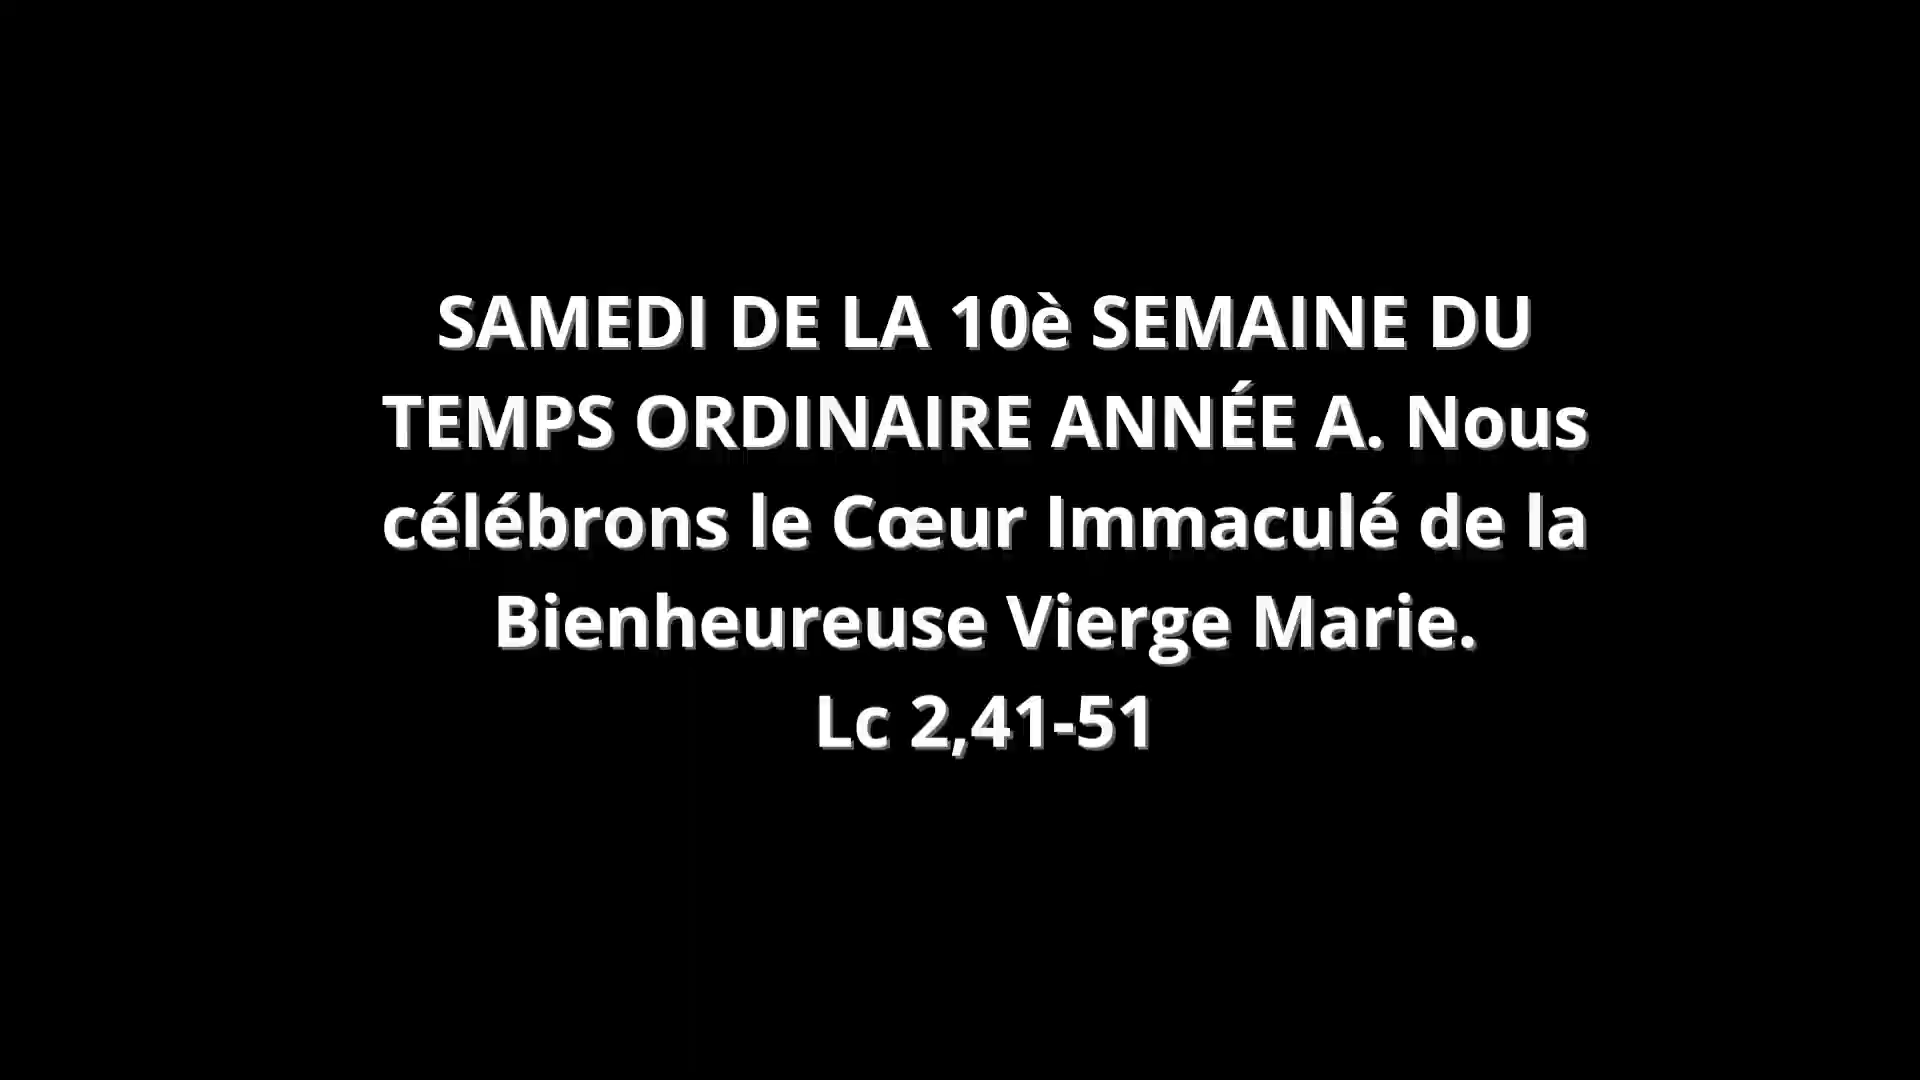 SAMEDI DE LA 10è SEMAINE DU
TEMPS ORDINAIRE ANNÉE A. Nous
célébrons le Cœur Immaculé de la
Bienheureuse Vierge Marie.
Lc 2,41-51